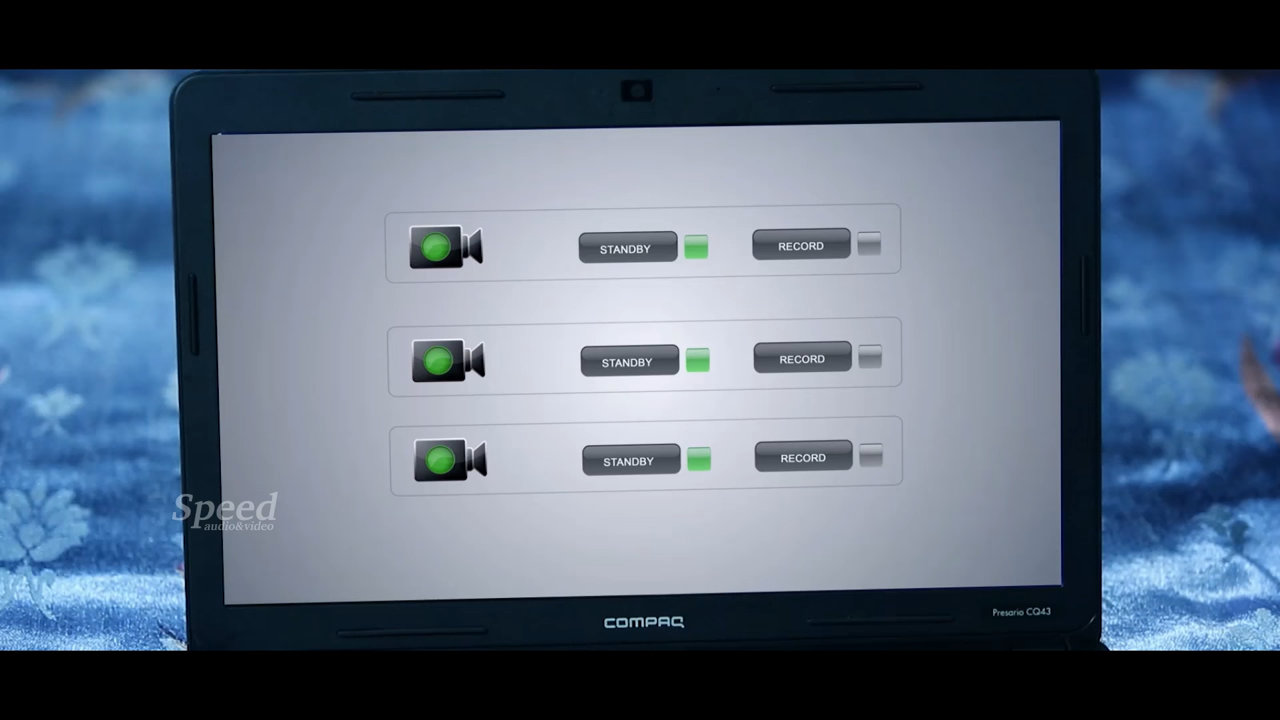 STANDBY RECORD
STANDBY RECORD
STANDBY RECORD
Speed
audio&video
Presario CQ43
COMPAQ